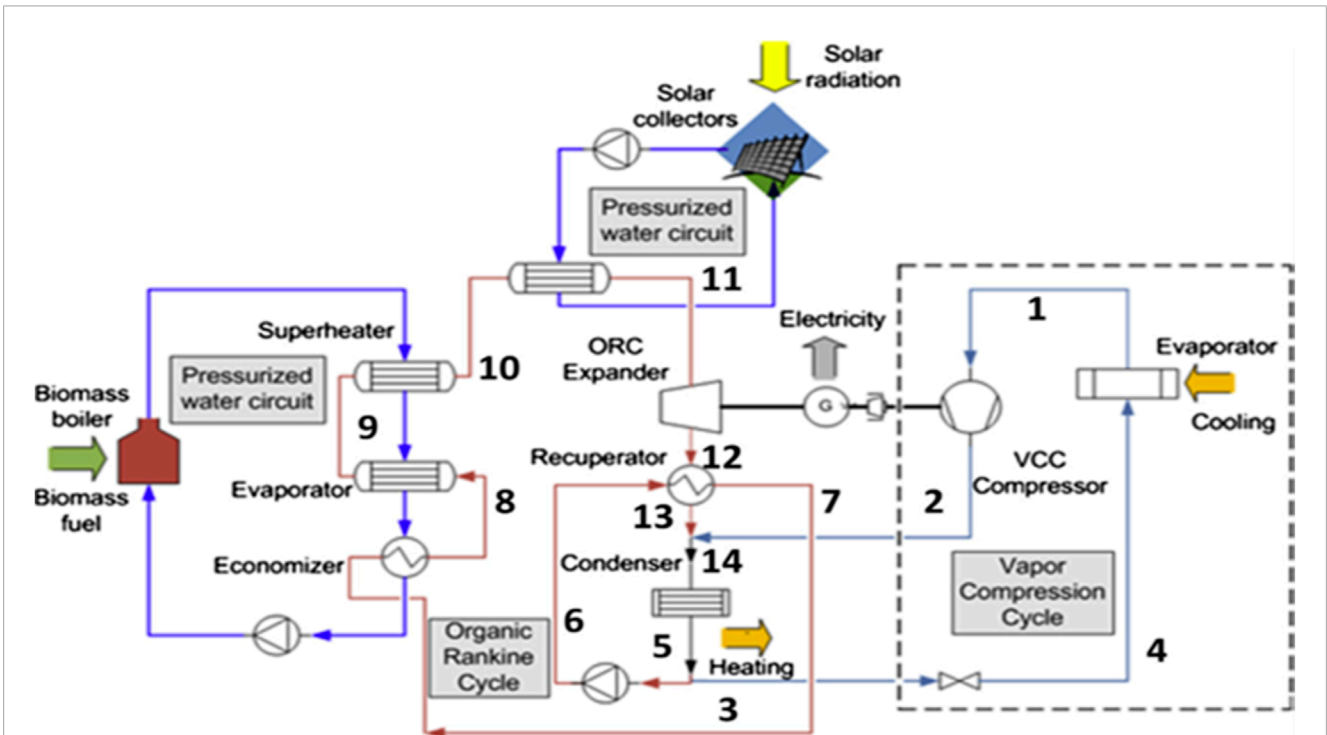 Solar
radiation
Solar
collectors
Pressurized
water circuit
11
1
Superheater
Electricity
ORC
Expander
Evaporator
Pressurized
water circuit
10
Biomass
boiler
G
Cooling
9
Recuperator
12
VCC
Compressor
Evaporator
Biomass
fuel
8
7
2
13
Economizer
Condenser
14
Vapor
Compression
Cycle
6
Organic
Rankine
Cycle
5
Heating
4
3